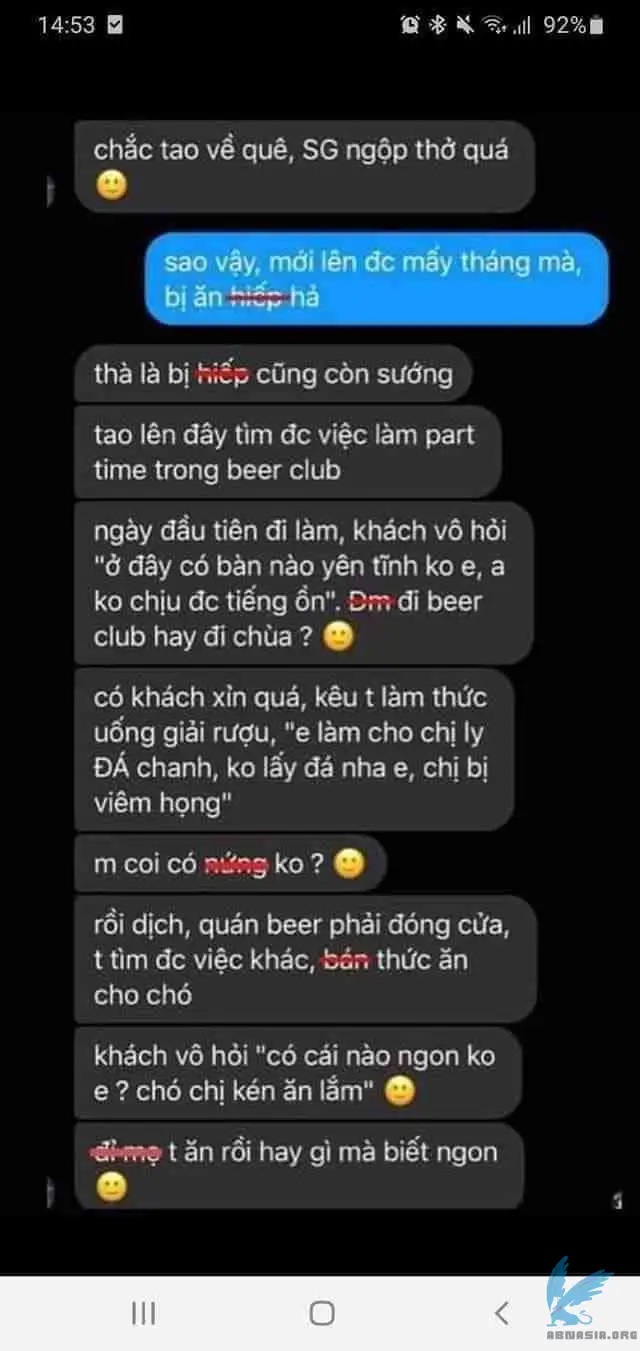 14:53
92%
chắc tao về quê, SG ngộp thở quá
🙂
sao vậy, mới lên đc mấy tháng mà,
bị ăn hiếp hả
thà là bị hiếp cũng còn sướng
tao lên đây tìm đc việc làm part
time trong beer club
ngày đầu tiên đi làm, khách vô hỏi
"ở đây có bàn nào yên tĩnh ko e, a
ko chịu đc tiếng ồn". Đm đi beer
club hay đi chùa ? 🙂
có khách xỉn quá, kêu t làm thức
uống giải rượu, "e làm cho chị ly
ĐÁ chanh, ko lấy đá nha e, chị bị
viêm họng"
m coi có nứng ko ? 🙂
rồi dịch, quán beer phải đóng cửa,
t tìm đc việc khác, bán thức ăn
cho chó
khách vô hỏi "có cái nào ngon ko
e ? chó chị kén ăn lắm" 🙂
đỉ mẹ t ăn rồi hay gì mà biết ngon
🙂
ABNASIA.ORG